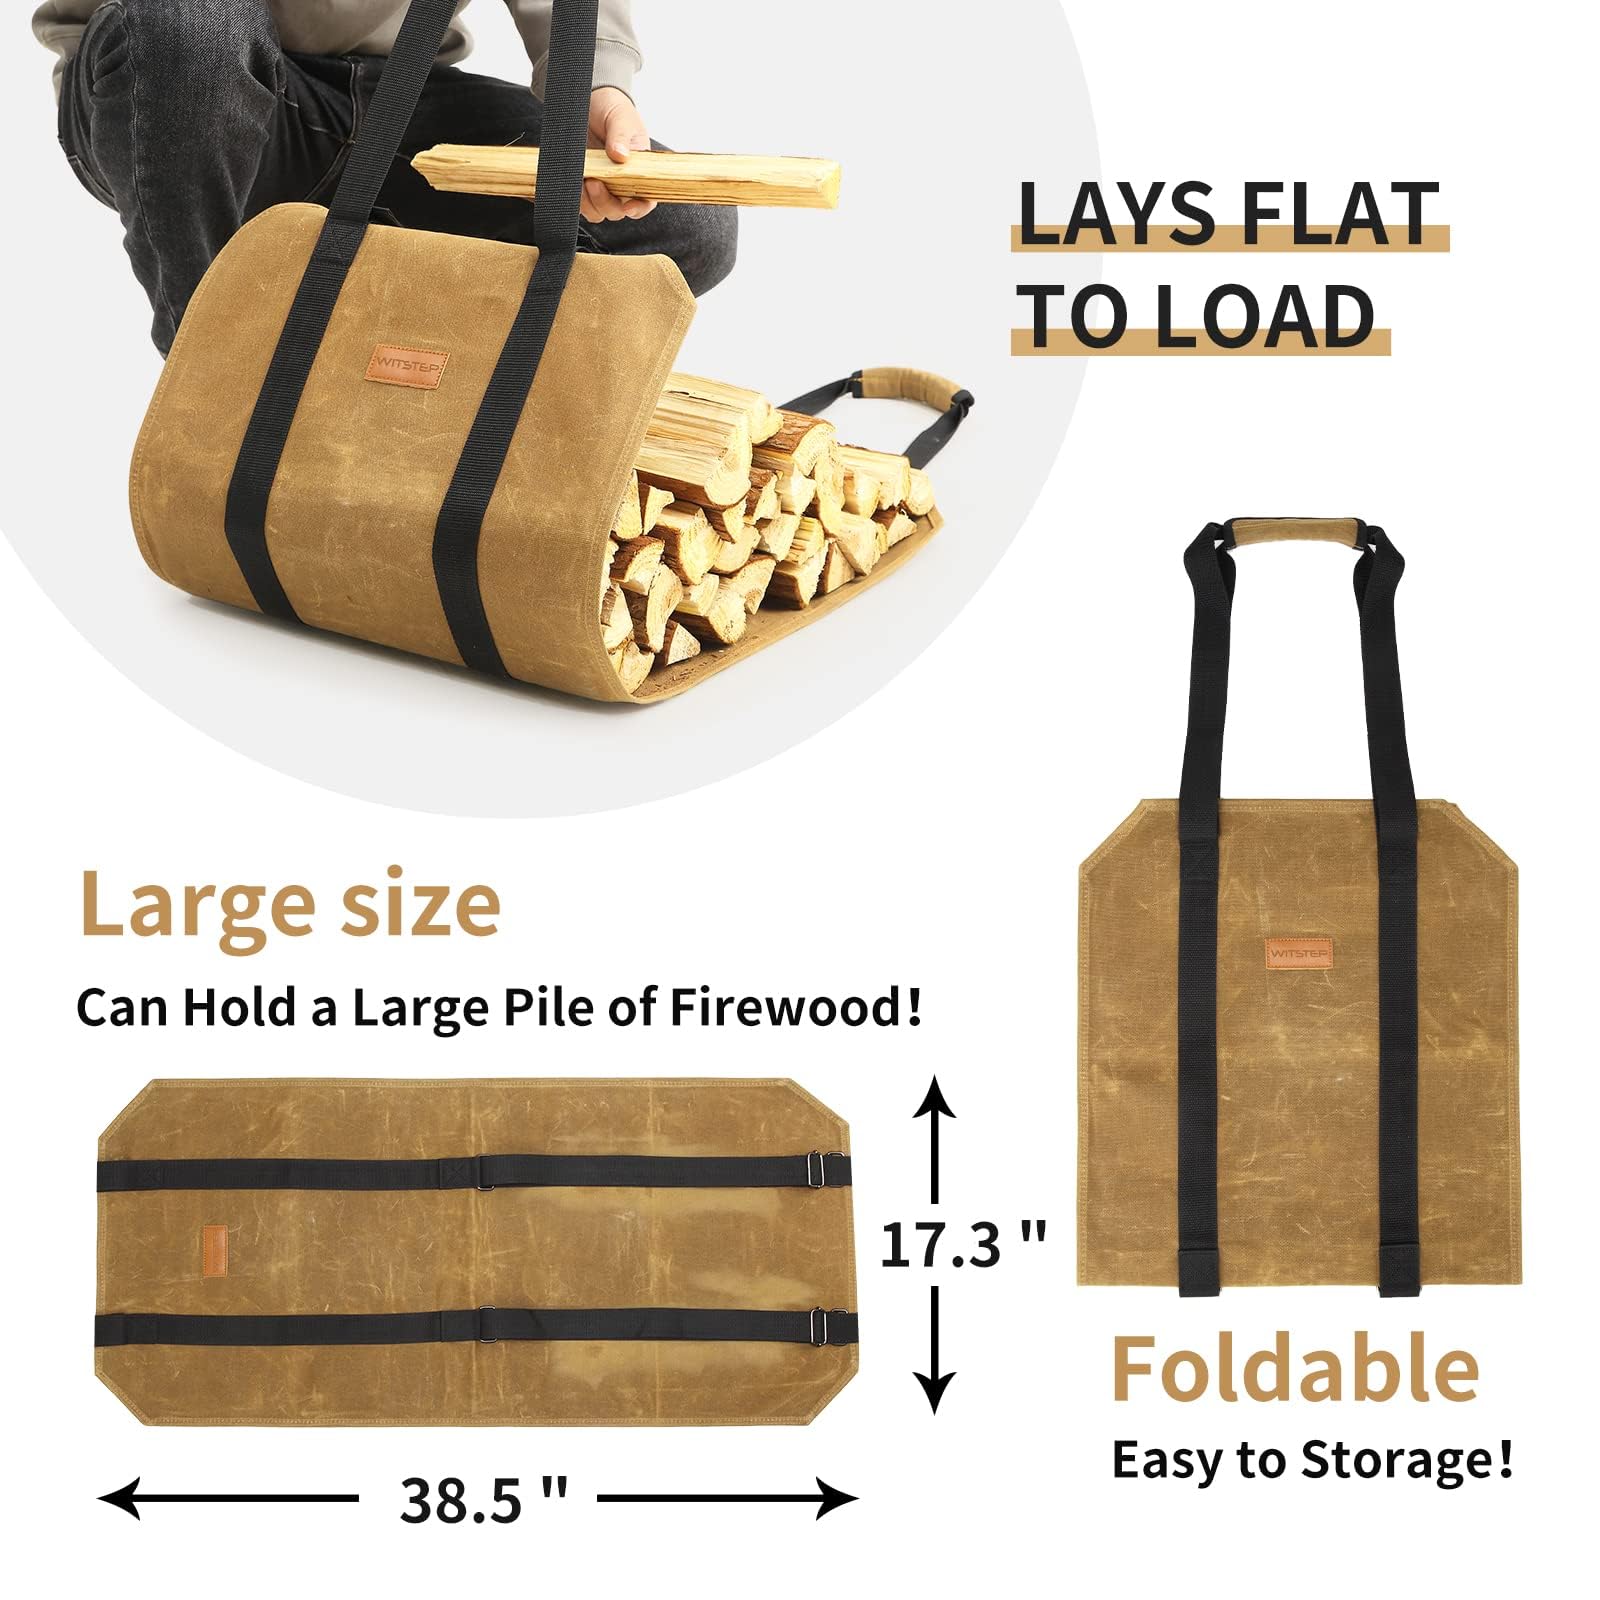 LAYS FLAT
TO LOAD
WITSTEP
Large size
Can Hold a Large Pile of Firewood!
17.3 "
38.5 "
WITSTEP
Foldable
Easy to Storage!